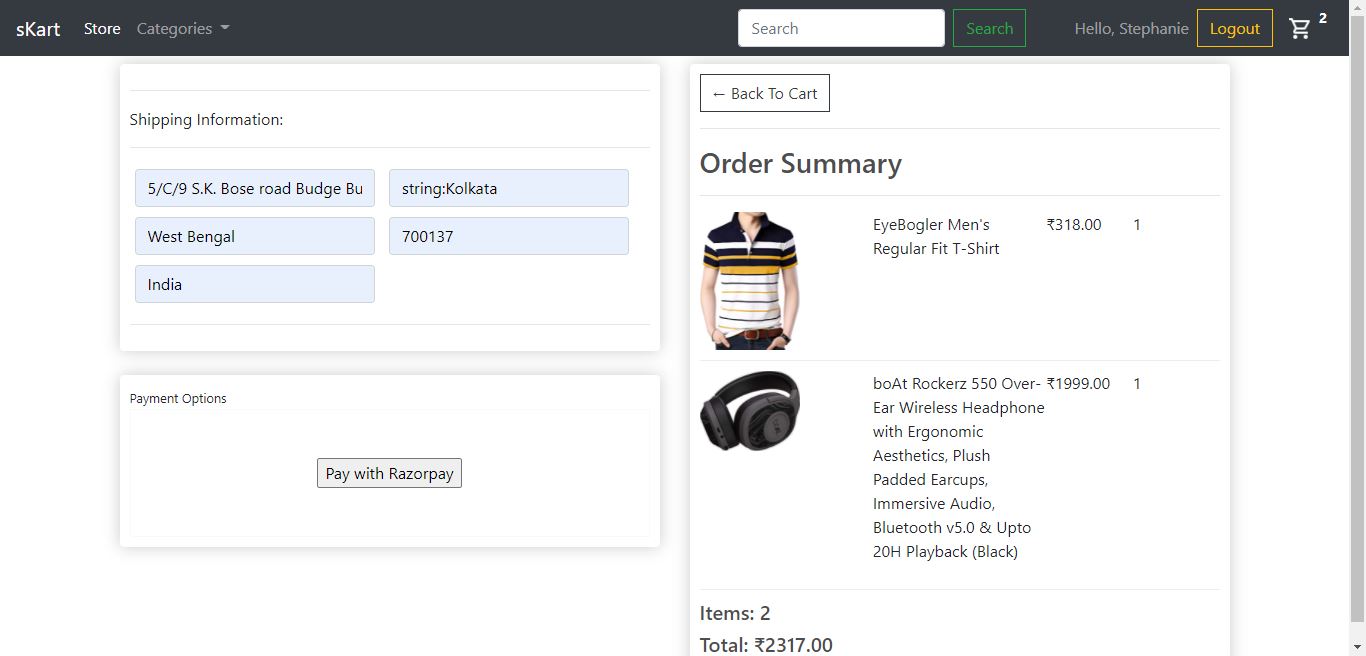 sKart Store Categories Search Search Hello, Stephanie Logout 2
Shipping Information:
5/C/9 S.K. Bose road Budge Bu string:Kolkata
West Bengal 700137
India
Payment Options
Pay with Razorpay
← Back To Cart
Order Summary
EyeBogler Men's ₹318.00 1
Regular Fit T-Shirt
boAt Rockerz 550 Over- ₹1999.00 1
Ear Wireless Headphone
with Ergonomic
Aesthetics, Plush
Padded Earcups,
Immersive Audio,
Bluetooth v5.0 & Upto
20H Playback (Black)
Items: 2
Total: ₹2317.00